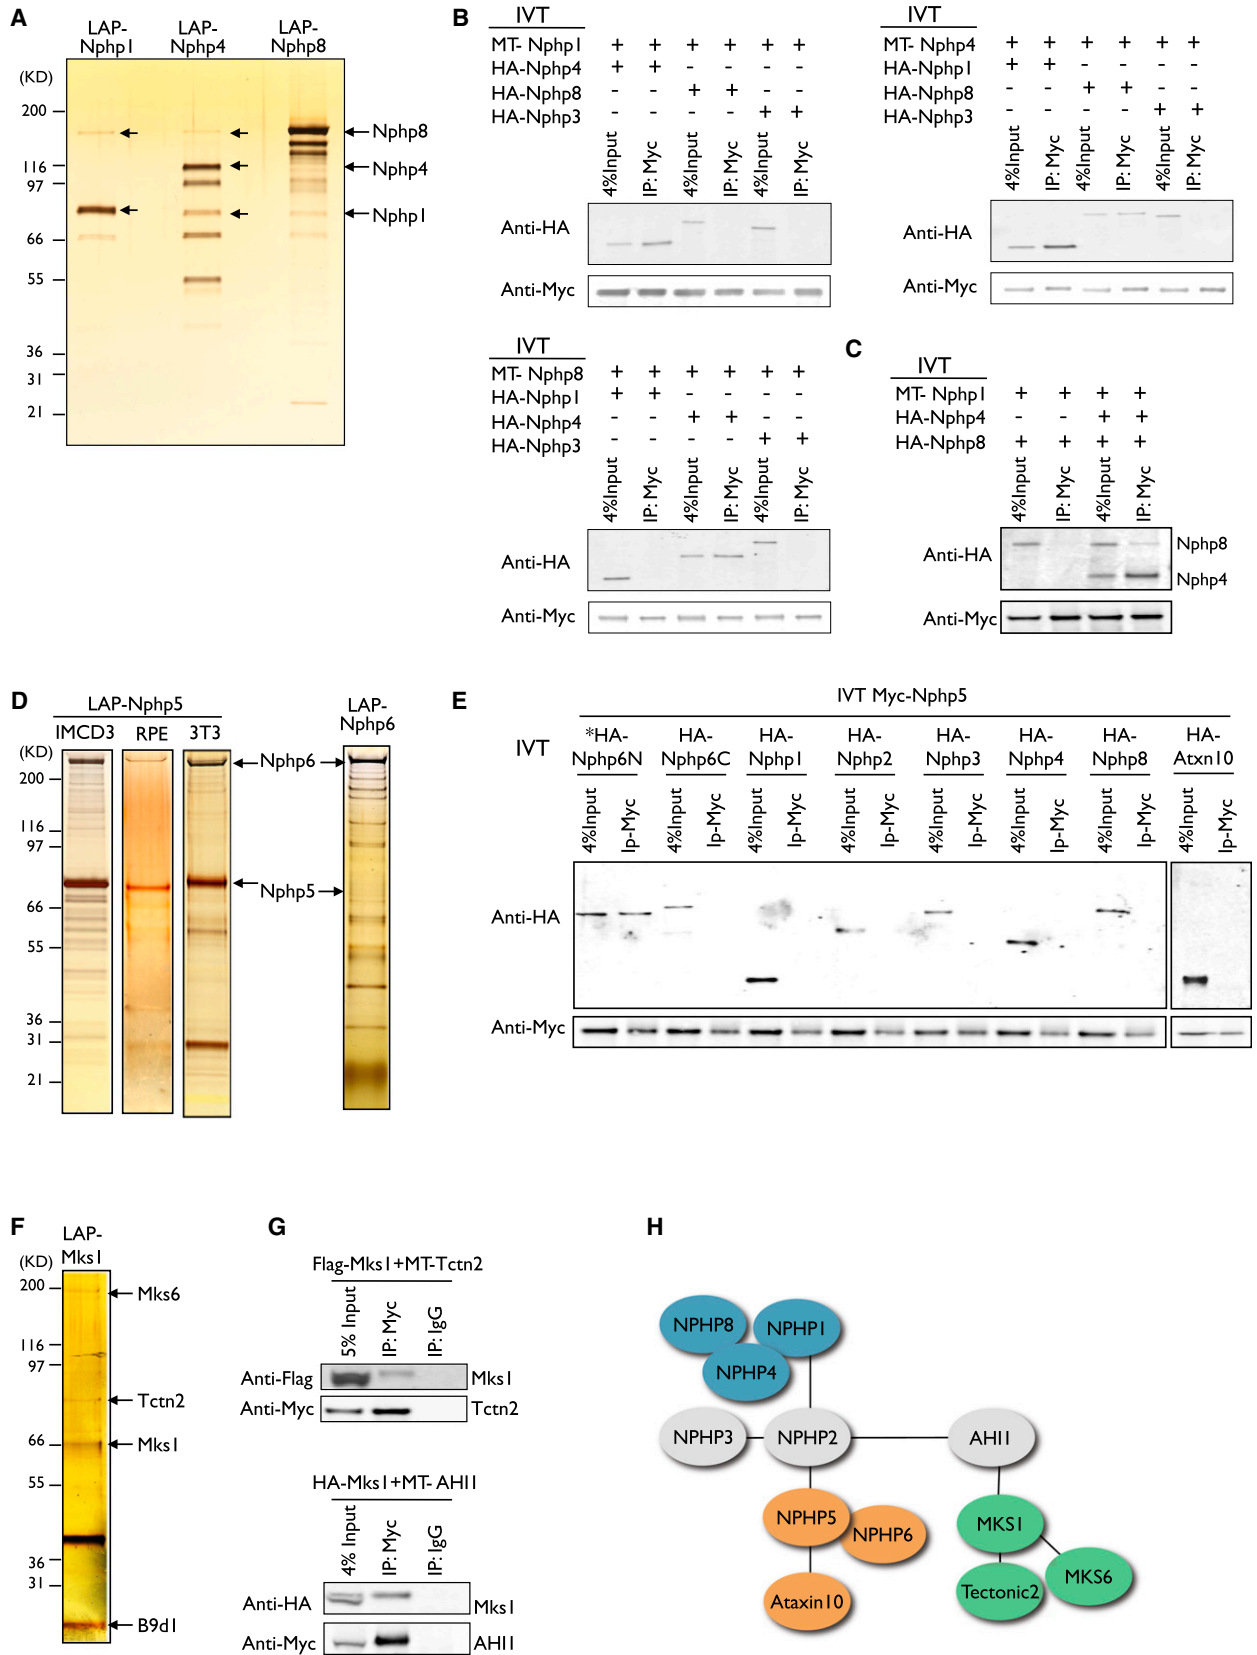 A
LAP-
Nphp1
LAP-
Nphp4
LAP-
Nphp8
(KD)
200
116
97
66
55
36
31
21
Nphp8
Nphp4
Nphp1
B
IVT
MT- Nphp1 + + + + + +
HA-Nphp4 + + - - - -
HA-Nphp8 - - + + - -
HA-Nphp3 - - - - + +
4%Input IP: Myc 4%Input IP: Myc 4%Input IP: Myc
Anti-HA
Anti-Myc
IVT
MT- Nphp4 + + + + + +
HA-Nphp1 + + - - - -
HA-Nphp8 - - + + - -
HA-Nphp3 - - - - + +
4%Input IP: Myc 4%Input IP: Myc 4%Input IP: Myc
Anti-HA
Anti-Myc
IVT
MT- Nphp8 + + + + + +
HA-Nphp1 + + - - - -
HA-Nphp4 - - + + - -
HA-Nphp3 - - - - + +
4%Input IP: Myc 4%Input IP: Myc 4%Input IP: Myc
Anti-HA
Anti-Myc
C
IVT
MT- Nphp1 + + + +
HA-Nphp4 - - + +
HA-Nphp8 + + + +
4%Input IP: Myc 4%Input IP: Myc
Anti-HA
Nphp8
Nphp4
Anti-Myc
D
LAP-Nphp5
IMCD3 RPE 3T3
LAP-
Nphp6
(KD)
200
116
97
66
55
36
31
21
Nphp6
Nphp5
E
IVT Myc-Nphp5
IVT
*HA-
Nphp6N
HA-
Nphp6C
HA-
Nphp1
HA-
Nphp2
HA-
Nphp3
HA-
Nphp4
HA-
Nphp8
HA-
Atxn10
4%Input Ip-Myc 4%Input Ip-Myc 4%Input Ip-Myc 4%Input Ip-Myc 4%Input Ip-Myc 4%Input Ip-Myc 4%Input Ip-Myc 4%Input Ip-Myc
Anti-HA
Anti-Myc
F
LAP-
Mks1
(KD)
200
116
97
66
55
36
31
Mks6
Tctn2
Mks1
B9d1
G
Flag-Mks1+MT-Tctn2
5% Input IP: Myc IP: IgG
Anti-Flag Mks1
Anti-Myc Tctn2
HA-Mks1+MT- AHI1
4% Input IP: Myc IP: IgG
Anti-HA Mks1
Anti-Myc AHI1
H
NPHP8 NPHP1
NPHP4
NPHP3 NPHP2 AHI1
NPHP5
NPHP6
MKS1
MKS6
Ataxin10
Tectonic2